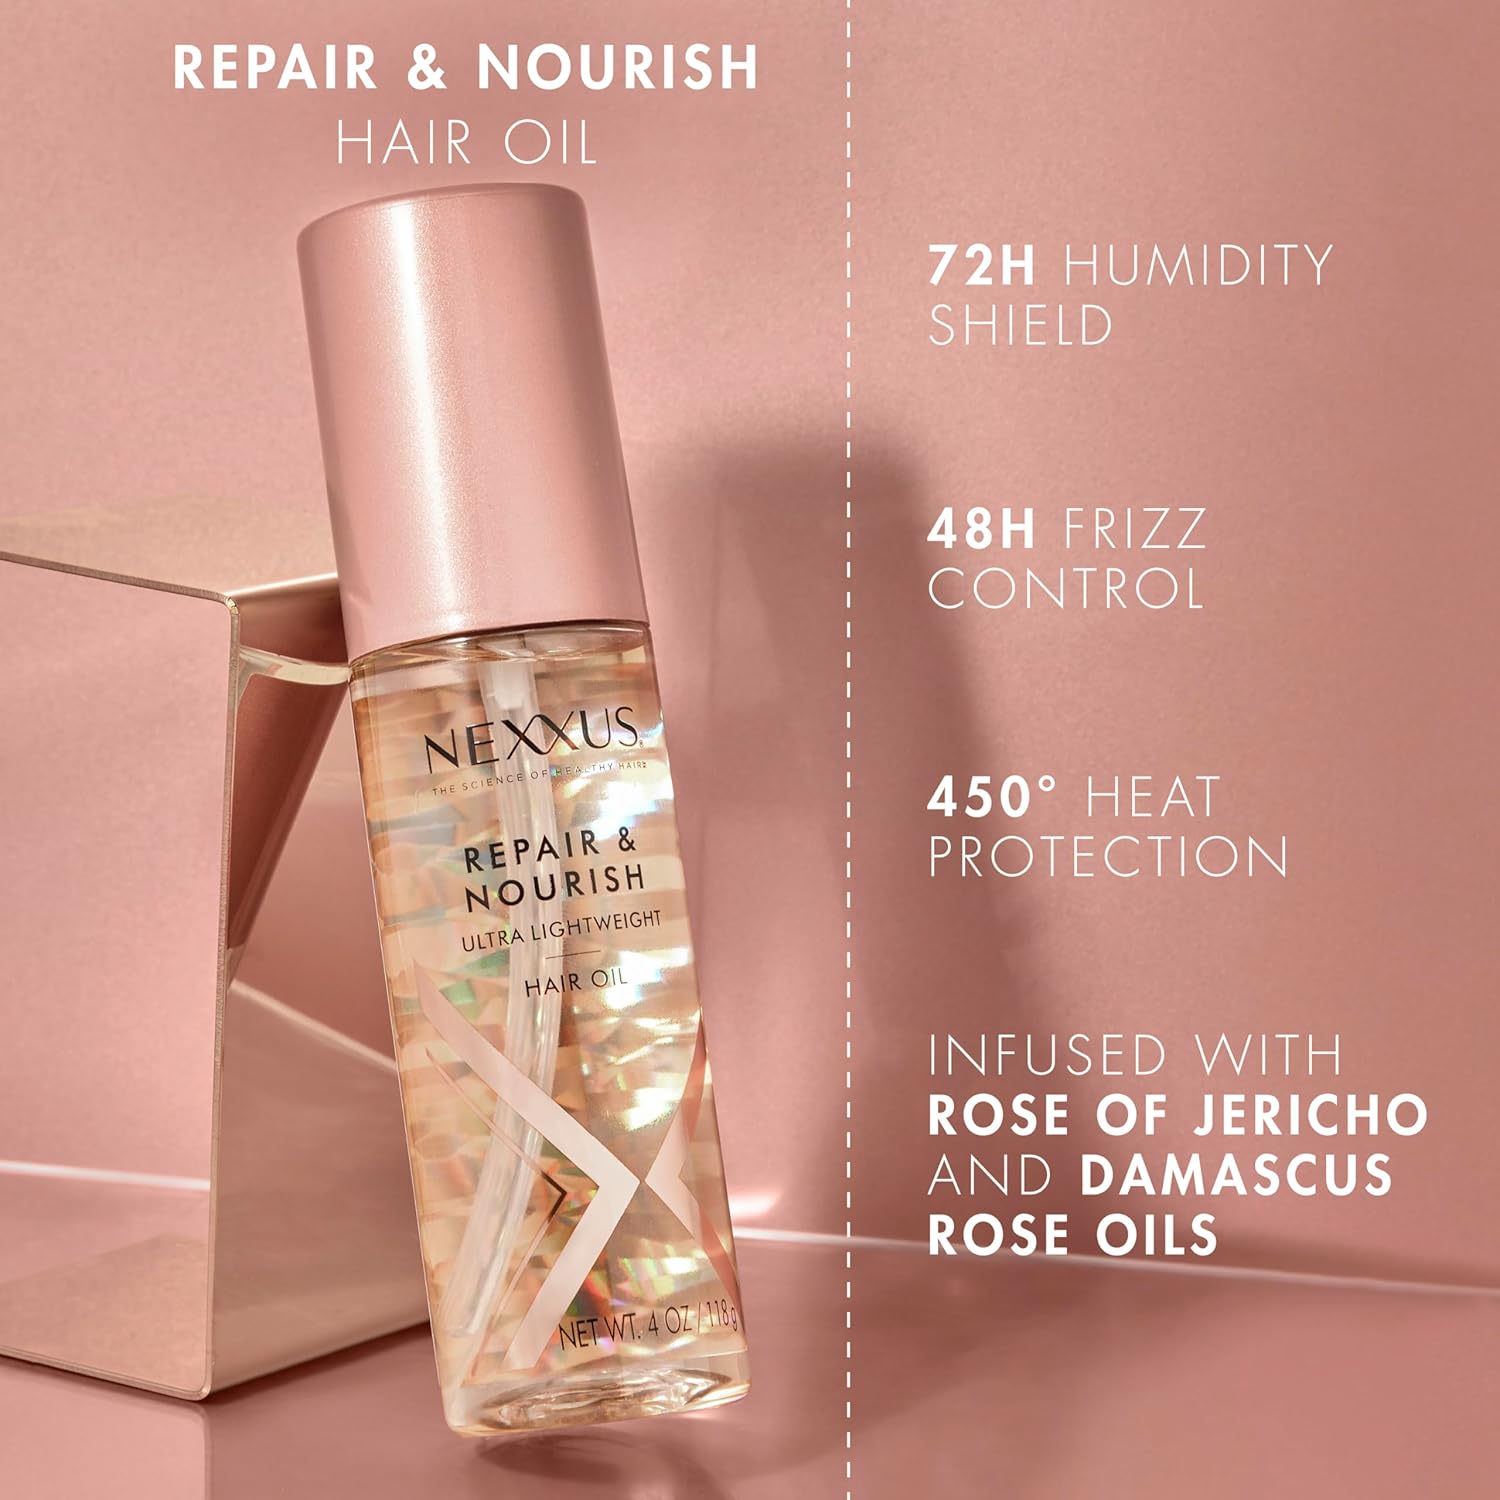 REPAIR & NOURISH
HAIR OIL
NEXXUS®
THE SCIENCE OF HEALTHY HAIR™
REPAIR &
NOURISH
ULTRA LIGHTWEIGHT
HAIR OIL
NET WT. 4 OZ / 118g
72H HUMIDITY
SHIELD
48H FRIZZ
CONTROL
450° HEAT
PROTECTION
INFUSED WITH
ROSE OF JERICHO
AND DAMASCUS
ROSE OILS